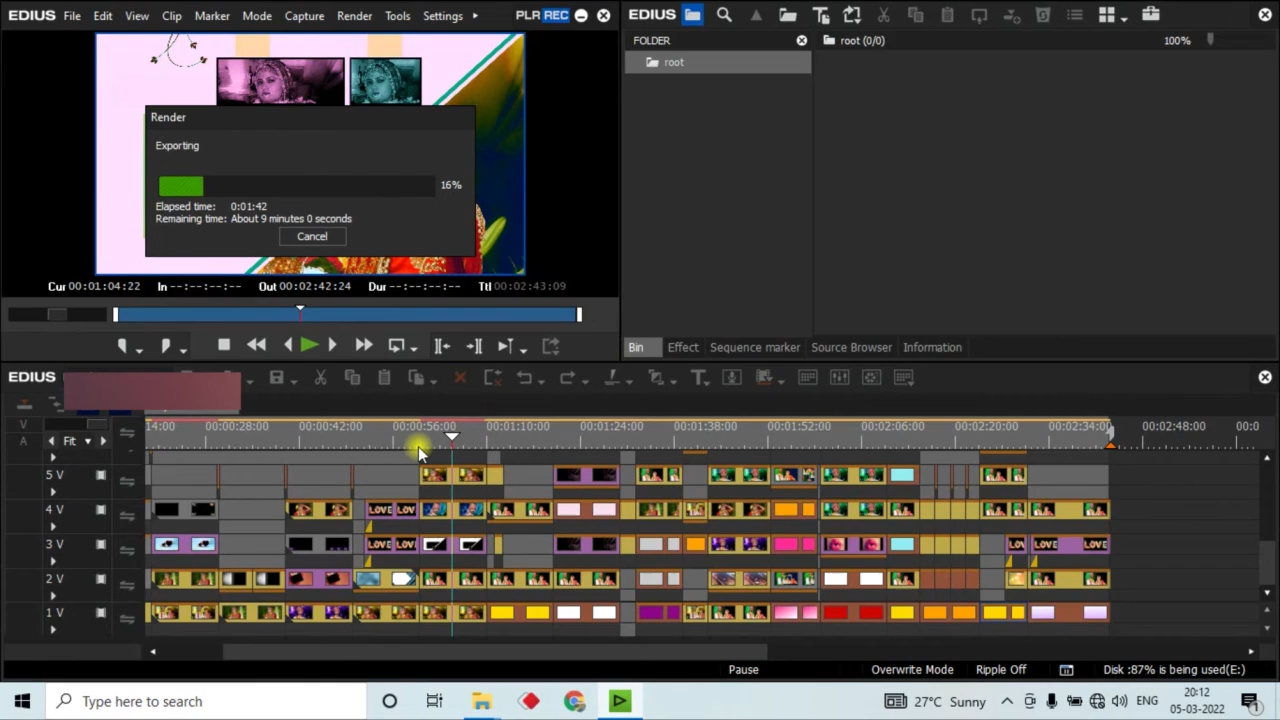 EDIUS File Edit View Clip Marker Mode Capture Render Tools Settings PLR REC
EDIUS
FOLDER
root (0/0)
100%
root
Render
Exporting
16%
Elapsed time: 0:01:42
Remaining time: About 9 minutes 0 seconds
Cancel
Cur 00:01:04:22 In --:--:--:-- Out 00:02:42:24 Dur --:--:--:-- Ttl 00:02:43:09
Bin Effect Sequence marker Source Browser Information
EDIUS
V
A
Fit
14:00 00:00:28:00 00:00:42:00 00:00:56:00 00:01:10:00 00:01:24:00 00:01:38:00 00:01:52:00 00:02:06:00 00:02:20:00 00:02:34:00 00:02:48:00 00:0
5 V
4 V
LOVE LOV
3 V
LOVE LOV
LOV
LOVE LOVE
2 V
1 V
Pause Overwrite Mode Ripple Off Disk :87% is being used(E:)
Type here to search
27°C Sunny
ENG
20:12
05-03-2022
1